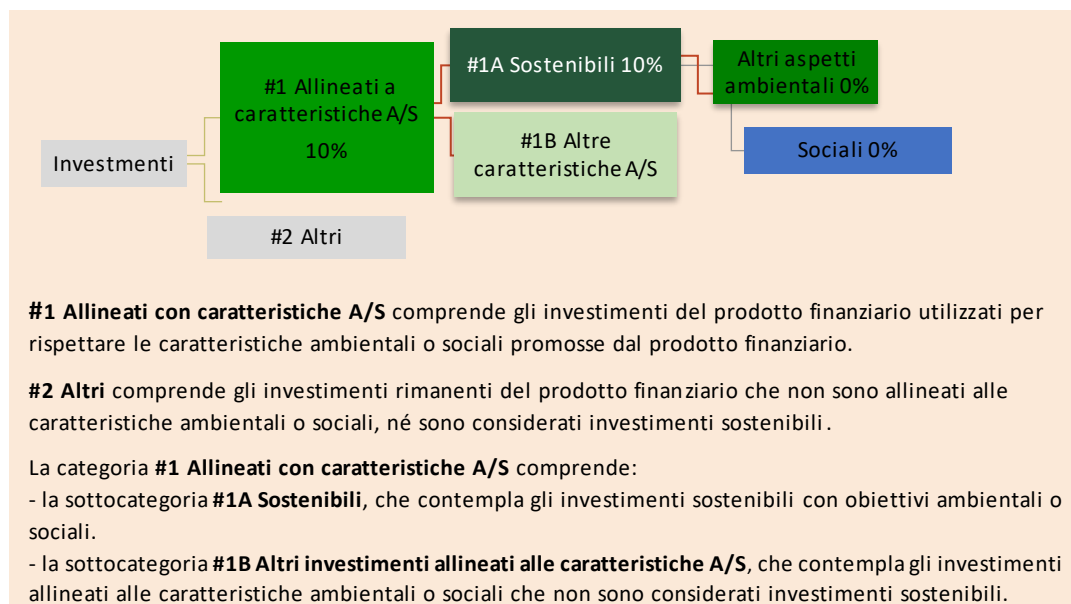 Investmenti
#1 Allineati a
caratteristiche A/S
10%
#2 Altri
#1A Sostenibili 10%
#1B Altre
caratteristiche A/S
Altri aspetti
ambientali 0%
Sociali 0%
#1 Allineati con caratteristiche A/S comprende gli investimenti del prodotto finanziario utilizzati per
rispettare le caratteristiche ambientali o sociali promosse dal prodotto finanziario.
#2 Altri comprende gli investimenti rimanenti del prodotto finanziario che non sono allineati alle
caratteristiche ambientali o sociali, né sono considerati investimenti sostenibili.
La categoria #1 Allineati con caratteristiche A/S comprende:
- la sottocategoria #1A Sostenibili, che contempla gli investimenti sostenibili con obiettivi ambientali o
sociali.
- la sottocategoria #1B Altri investimenti allineati alle caratteristiche A/S, che contempla gli investimenti
allineati alle caratteristiche ambientali o sociali che non sono considerati investimenti sostenibili.